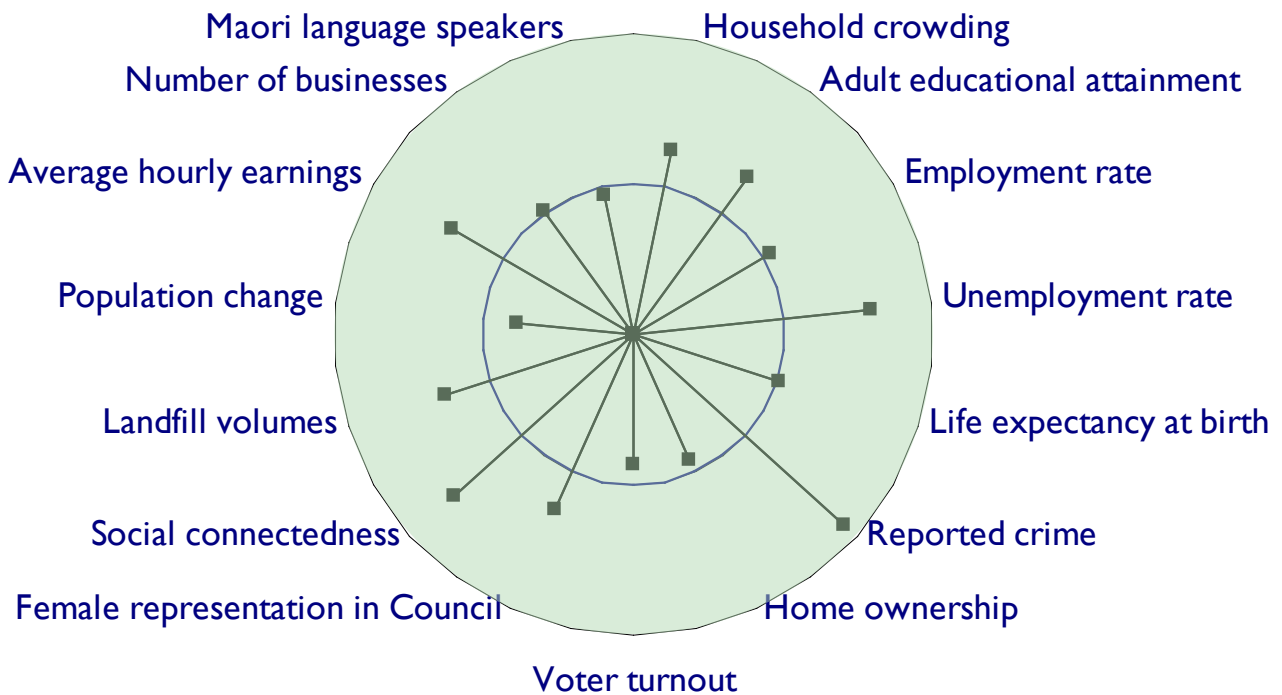 Maori language speakers
Household crowding
Number of businesses
Adult educational attainment
Average hourly earnings
Employment rate
Population change
Unemployment rate
Landfill volumes
Life expectancy at birth
Social connectedness
Reported crime
Female representation in Council
Home ownership
Voter turnout